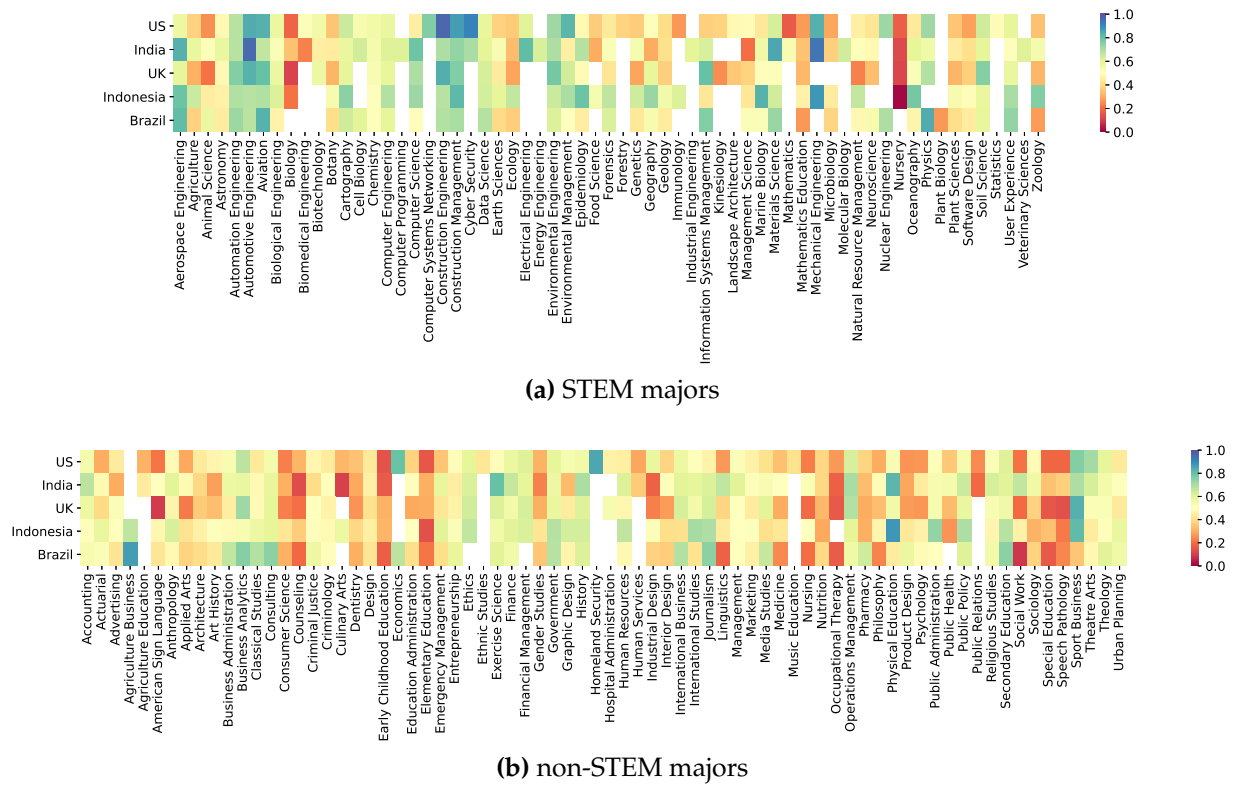 US
India
UK
Indonesia
Brazil
1.0
0.8
0.6
0.4
0.2
0.0
Aerospace Engineering
Agriculture
Animal Science
Astronomy
Automation Engineering
Automotive Engineering
Aviation
Biological Engineering
Biology
Biomedical Engineering
Biotechnology
Botany
Cartography
Cell Biology
Chemistry
Computer Engineering
Computer Programming
Computer Science
Computer Systems Networking
Construction Engineering
Construction Management
Cyber Security
Data Science
Earth Sciences
Ecology
Electrical Engineering
Energy Engineering
Environmental Engineering
Environmental Management
Epidemiology
Food Science
Forensics
Forestry
Genetics
Geography
Geology
Immunology
Industrial Engineering
Information Systems Management
Kinesiology
Landscape Architecture
Management Science
Marine Biology
Materials Science
Mathematics
Mathematics Education
Mechanical Engineering
Microbiology
Molecular Biology
Natural Resource Management
Neuroscience
Nuclear Engineering
Nursery
Oceanography
Physics
Plant Biology
Plant Sciences
Software Design
Soil Science
Statistics
User Experience
Veterinary Sciences
Zoology
(a) STEM majors
US
India
UK
Indonesia
Brazil
1.0
0.8
0.6
0.4
0.2
0.0
Accounting
Actuarial
Advertising
Agriculture Business
Agriculture Education
American Sign Language
Anthropology
Applied Arts
Architecture
Art History
Business Administration
Business Analytics
Classical Studies
Consulting
Consumer Science
Counseling
Criminal Justice
Criminology
Culinary Arts
Dentistry
Design
Early Childhood Education
Economics
Education Administration
Elementary Education
Emergency Management
Entrepreneurship
Ethics
Ethnic Studies
Exercise Science
Finance
Financial Management
Gender Studies
Government
Graphic Design
History
Homeland Security
Hospital Administration
Human Resources
Human Services
Industrial Design
Interior Design
International Business
International Studies
Journalism
Linguistics
Management
Marketing
Media Studies
Medicine
Music Education
Nursing
Nutrition
Occupational Therapy
Operations Management
Pharmacy
Philosophy
Physical Education
Product Design
Psychology
Public Administration
Public Health
Public Policy
Public Relations
Religious Studies
Secondary Education
Social Work
Sociology
Special Education
Speech Pathology
Sport Business
Theatre Arts
Theology
Urban Planning
(b) non-STEM majors